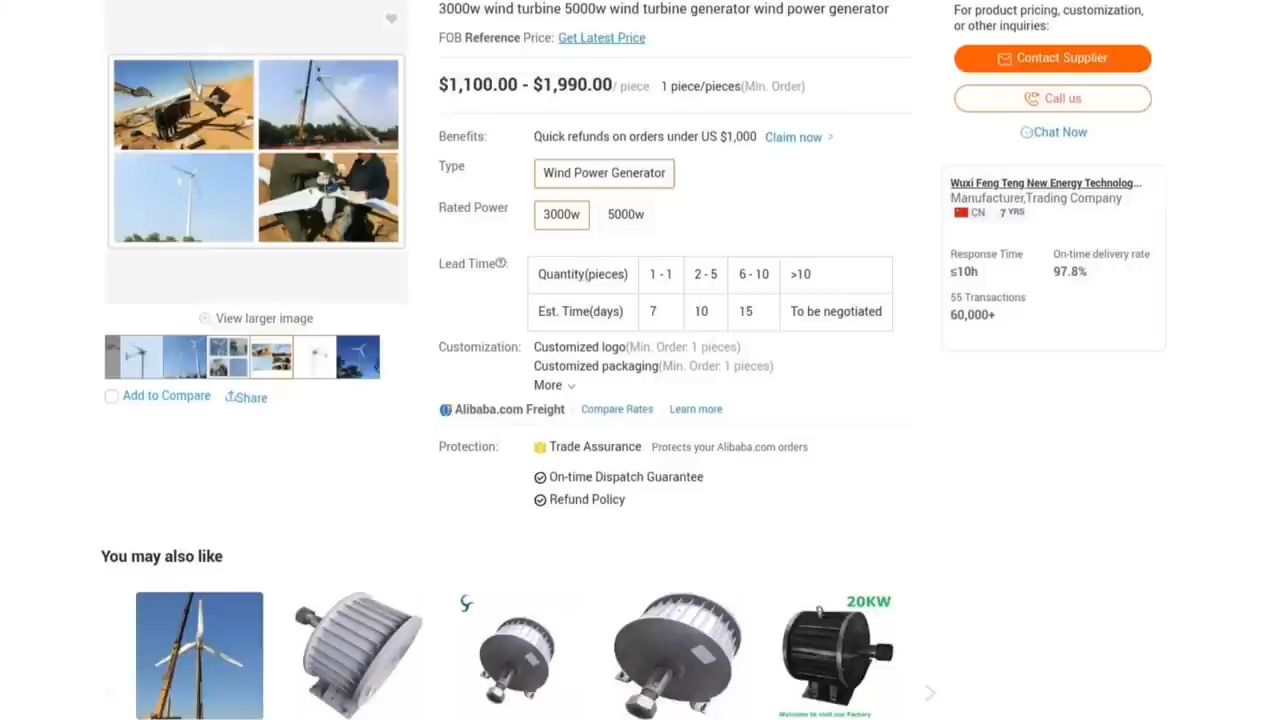 3000w wind turbine 5000w wind turbine generator wind power generator
FOB Reference Price: Get Latest Price
$1,100.00 - $1,990.00/ piece 1 piece/pieces(Min. Order)
Benefits: Quick refunds on orders under US $1,000 Claim now >
Type Wind Power Generator
Rated Power 3000w 5000w
Lead Time?:
Quantity(pieces) 1 - 1 2 - 5 6 - 10 >10
Est. Time(days) 7 10 15 To be negotiated
Customization: Customized logo(Min. Order: 1 pieces)
Customized packaging(Min. Order: 1 pieces)
More
Alibaba.com Freight Compare Rates Learn more
Protection: Trade Assurance Protects your Alibaba.com orders
On-time Dispatch Guarantee
Refund Policy
View larger image
Add to Compare Share
For product pricing, customization,
or other inquiries:
Contact Supplier
Call us
Chat Now
Wuxi Feng Teng New Energy Technolog...
Manufacturer,Trading Company
CN 7 YRS
Response Time On-time delivery rate
≤10h 97.8%
55 Transactions
60,000+
You may also like
20KW
Welcome to visit our Factory